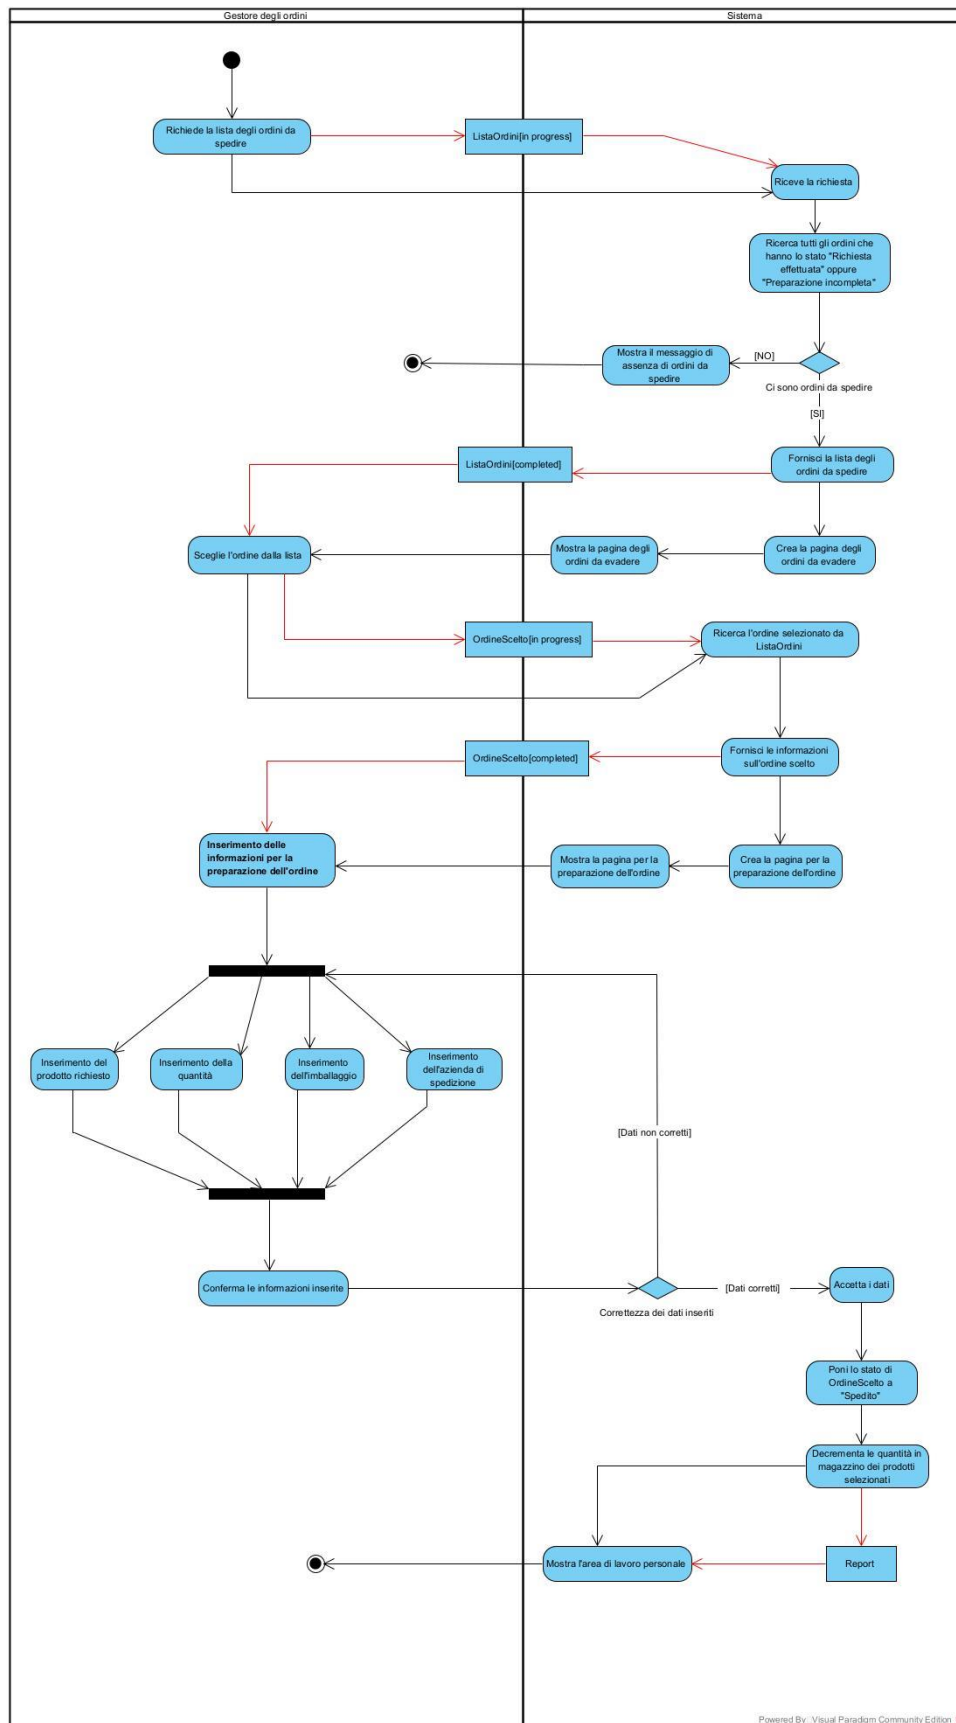 Gestore degli ordini
Sistema
Richiede la lista degli ordini da
spedire
ListaOrdini[in progress]
Riceve la richiesta
Ricerca tutti gli ordini che
hanno lo stato "Richiesta
effettuata" oppure
"Preparazione incompleta"
Mostra il messaggio di
assenza di ordini da
spedire
[NO]
Ci sono ordini da spedire
[SI]
ListaOrdini[completed]
Fornisci la lista degli
ordini da spedire
Sceglie l'ordine dalla lista
Mostra la pagina degli
ordini da evadere
Crea la pagina degli
ordini da evadere
OrdineScelto[in progress]
Ricerca l'ordine selezionato da
ListaOrdini
OrdineScelto[completed]
Fornisci le informazioni
sull'ordine scelto
Inserimento delle
informazioni per la
preparazione dell'ordine
Mostra la pagina per la
preparazione dell'ordine
Crea la pagina per la
preparazione dell'ordine
Inserimento del
prodotto richiesto
Inserimento della
quantità
Inserimento
dell'imballaggio
Inserimento
dell'azienda di
spedizione
[Dati non corretti]
Conferma le informazioni inserite
Correttezza dei dati inseriti
[Dati corretti]
Accetta i dati
Poni lo stato di
OrdineScelto a
"Spedito"
Decrementa le quantità in
magazzino dei prodotti
selezionati
Mostra l'area di lavoro personale
Report
Powered By Visual Paradigm Community Edition